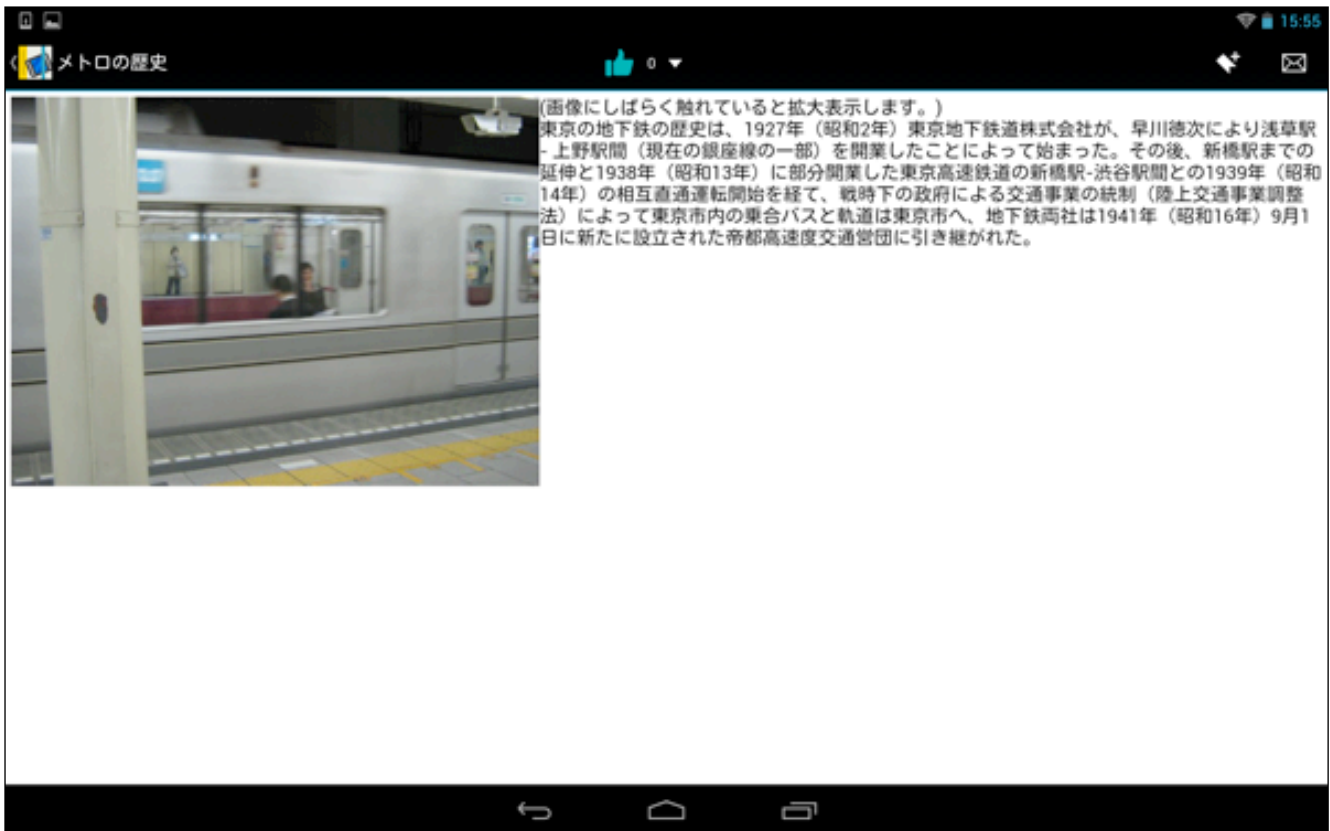 15:55
メトロの歴史
0
(画像にしばらく触れていると拡大表示します。)
東京の地下鉄の歴史は、1927年（昭和2年）東京地下鉄道株式会社が、早川徳次により浅草駅
- 上野駅間（現在の銀座線の一部）を開業したことによって始まった。その後、新橋駅までの
延伸と1938年（昭和13年）に部分開業した東京高速鉄道の新橋駅-渋谷駅間との1939年（昭和
14年）の相互直通運転開始を経て、戦時下の政府による交通事業の統制（陸上交通事業調整
法）によって東京市内の乗合バスと軌道は東京市へ、地下鉄両社は1941年（昭和16年）9月1
日に新たに設立された帝都高速度交通営団に引き継がれた。